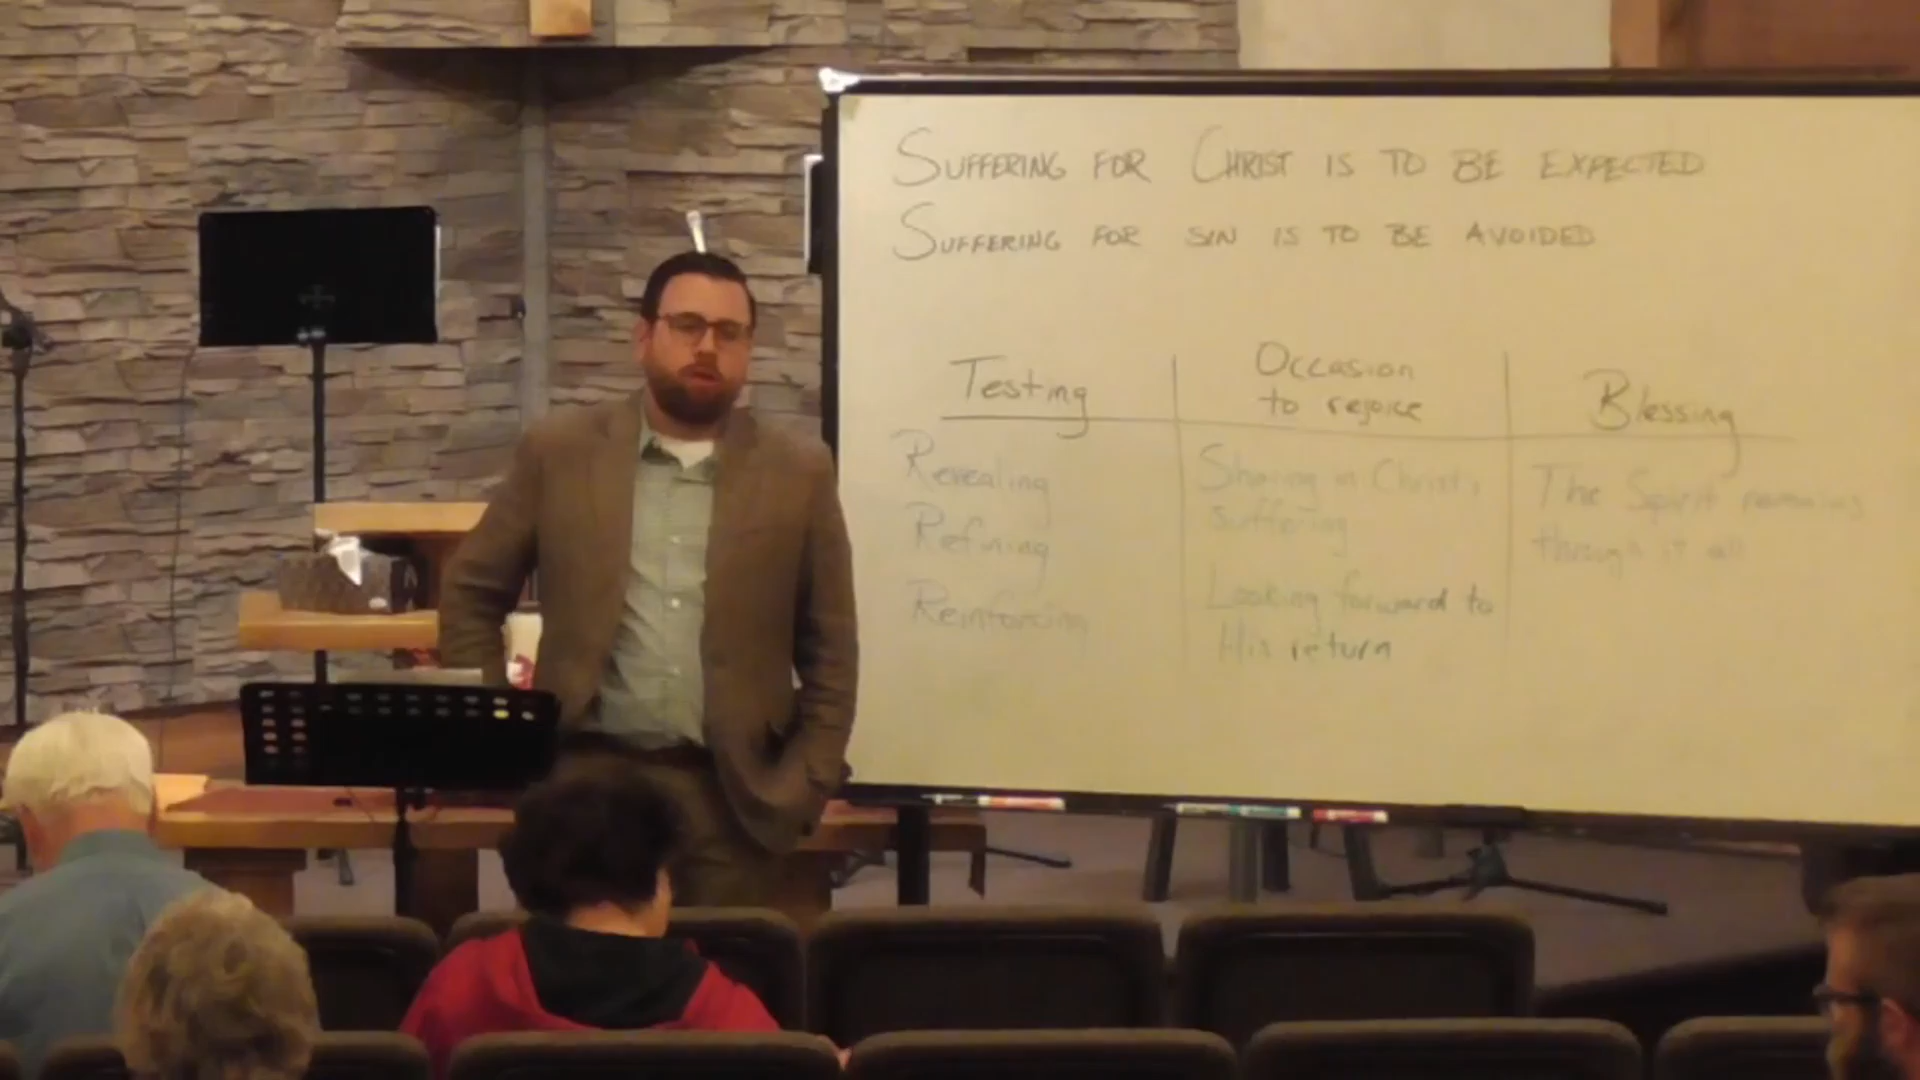 SUFFERING FOR CHRIST IS TO BE EXPECTED
SUFFERING FOR SIN IS TO BE AVOIDED
Testing
Occasion
to rejoice
Blessing
Revealing
Refining
Reinforcing
Sharing in Christ's
suffering
Looking forward to
His return
The Spirit remains
through it all